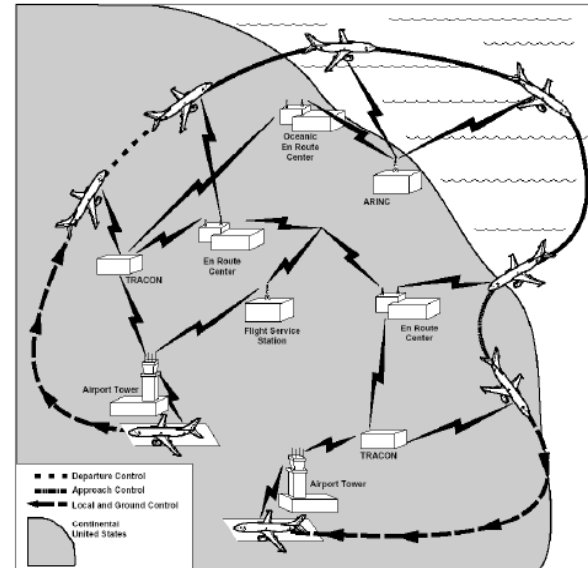 Oceanic
En Route
Center
ARINC
En Route
Center
TRACON
Flight Service
Station
En Route
Center
Airport Tower
TRACON
Airport Tower
Departure Control
Approach Control
Local and Ground Control
Continental
United States